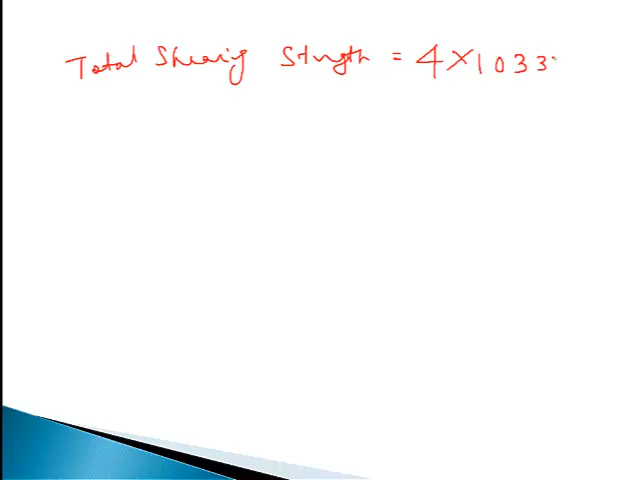 Total Shearing Strength = 4 × 1033